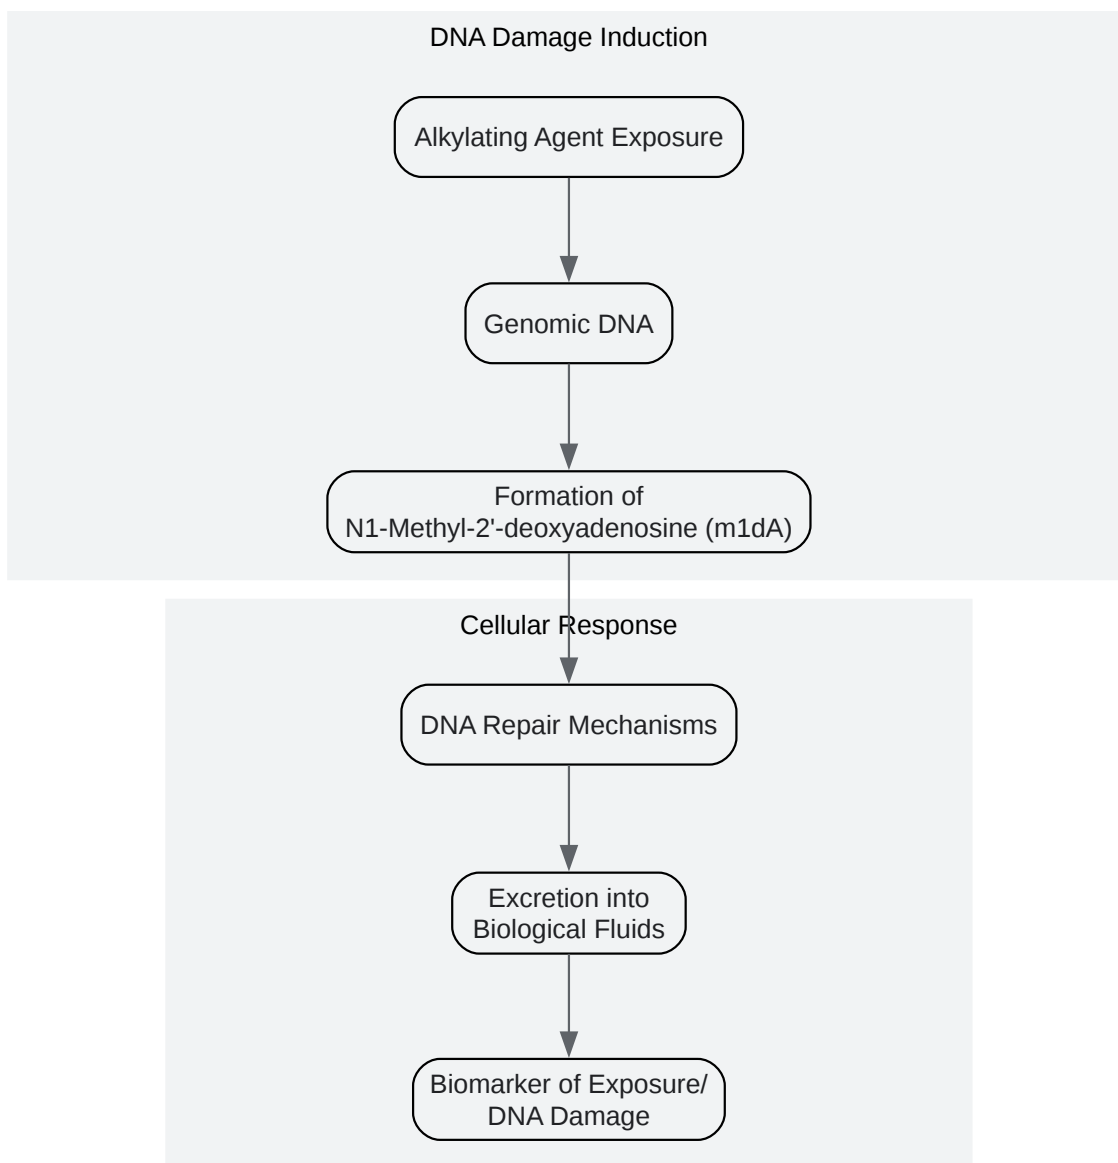 DNA Damage Induction
Alkylating Agent Exposure
Genomic DNA
Formation of
N1-Methyl-2'-deoxyadenosine (m1dA)
Cellular Response
DNA Repair Mechanisms
Excretion into
Biological Fluids
Biomarker of Exposure/
DNA Damage